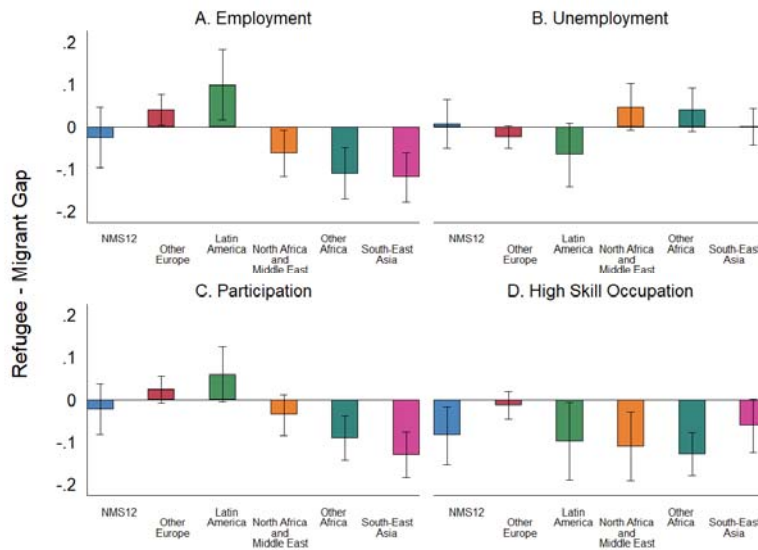 A. Employment
B. Unemployment
Refugee - Migrant Gap
.2
.1
0
-.1
-.2
NMS12
Other
Europe
Latin
America
North Africa
and
Middle East
Other
Africa
South-East
Asia
NMS12
Other
Europe
Latin
America
North Africa
and
Middle East
Other
Africa
South-East
Asia
C. Participation
D. High Skill Occupation
.2
.1
0
-.1
-.2
NMS12
Other
Europe
Latin
America
North Africa
and
Middle East
Other
Africa
South-East
Asia
NMS12
Other
Europe
Latin
America
North Africa
and
Middle East
Other
Africa
South-East
Asia